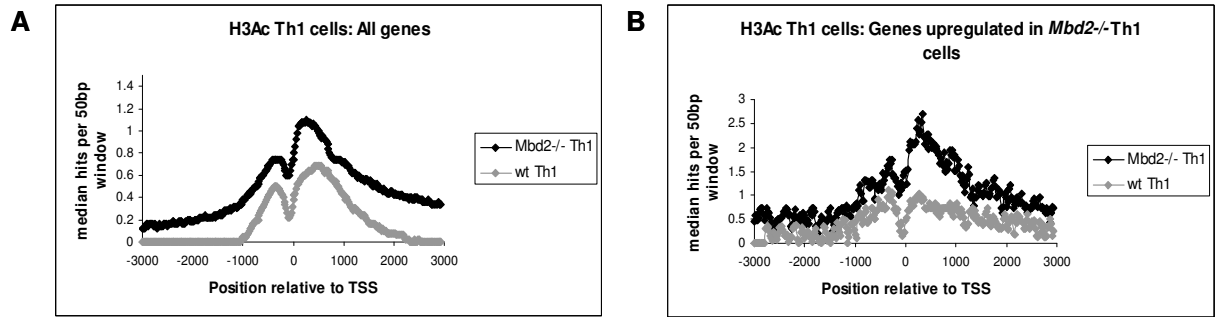 A
H3Ac Th1 cells: All genes
median hits per 50bp
window
1.4
1.2
1
0.8
0.6
0.4
0.2
0
-3000
-2000
-1000
0
1000
2000
3000
Position relative to TSS
Mbd2-/- Th1
wt Th1
B
H3Ac Th1 cells: Genes upregulated in Mbd2-/- Th1
cells
median hits per 50bp
window
3
2.5
2
1.5
1
0.5
0
-3000
-2000
-1000
0
1000
2000
3000
Position relative to TSS
Mbd2-/- Th1
wt Th1